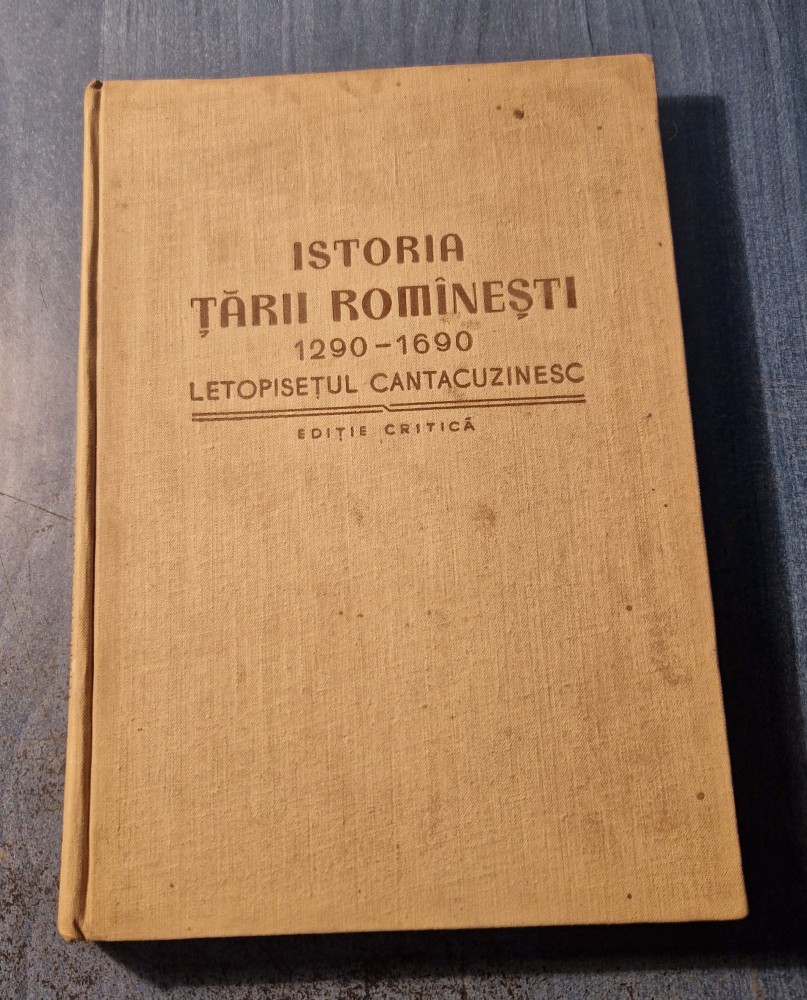 ISTORIA
ȚĂRII ROMÎNEȘTI
1290-1690
LETOPISEȚUL CANTACUZINESC
EDIȚIE CRITICĂ